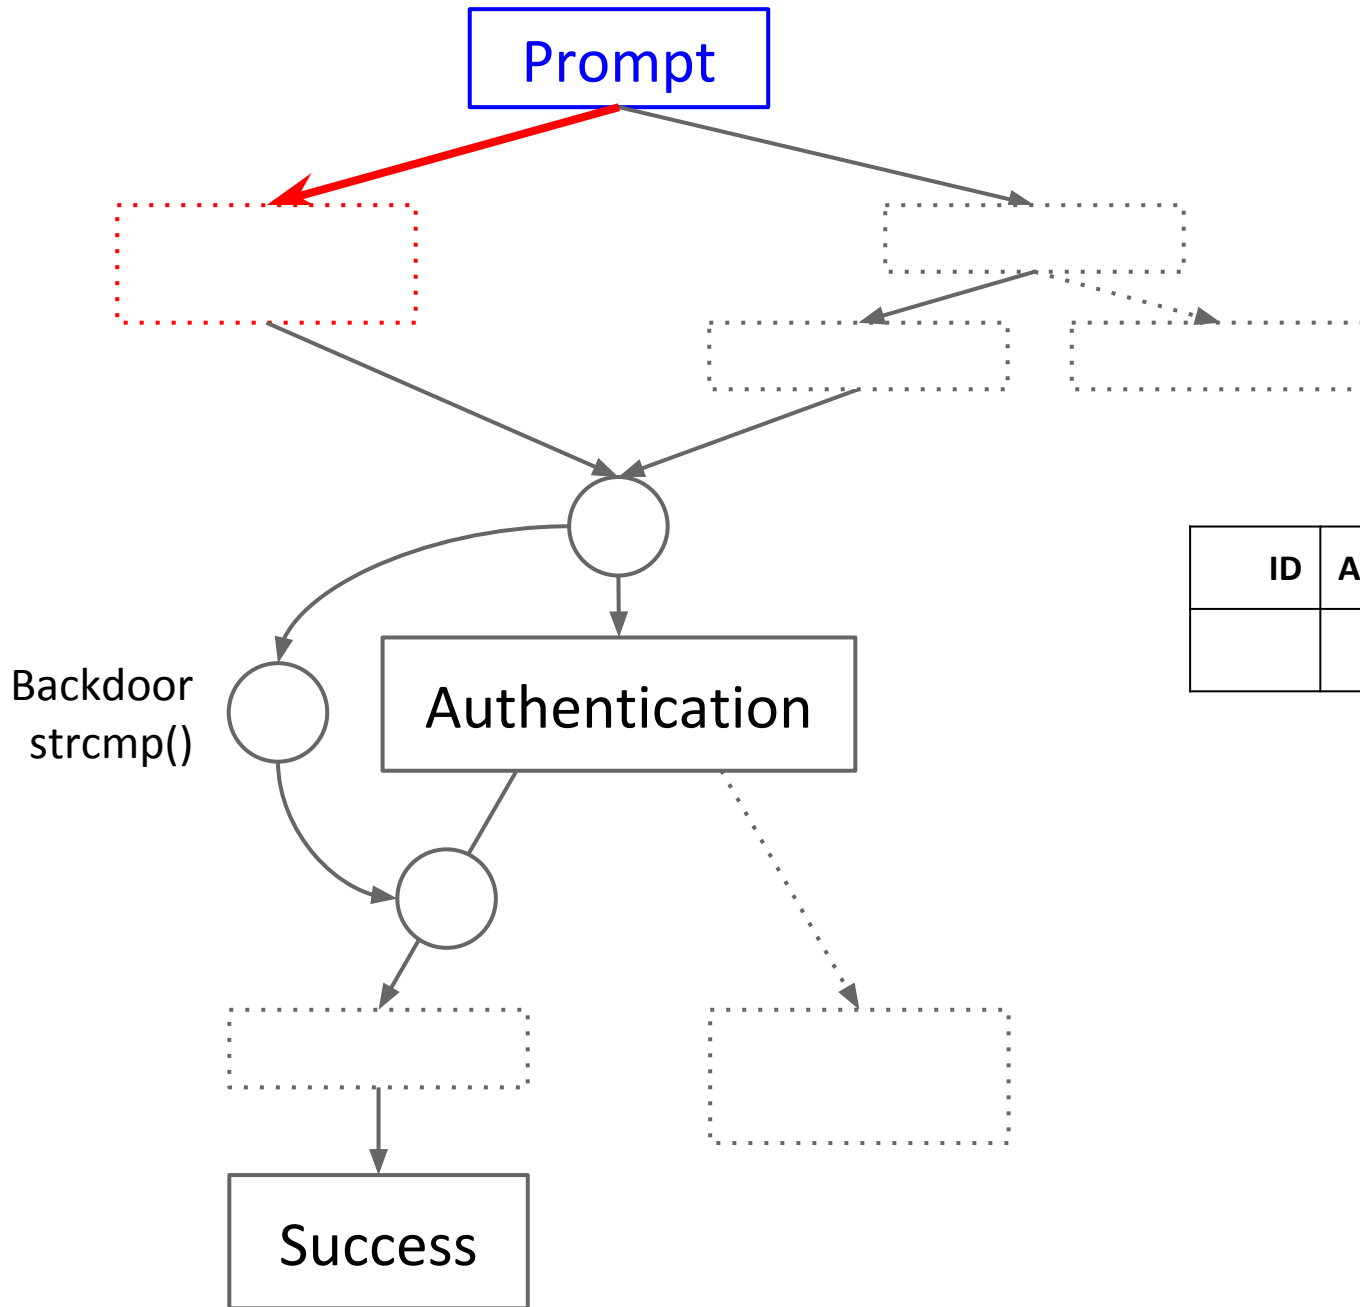 Prompt
ID A
Backdoor
strcmp()
Authentication
Success